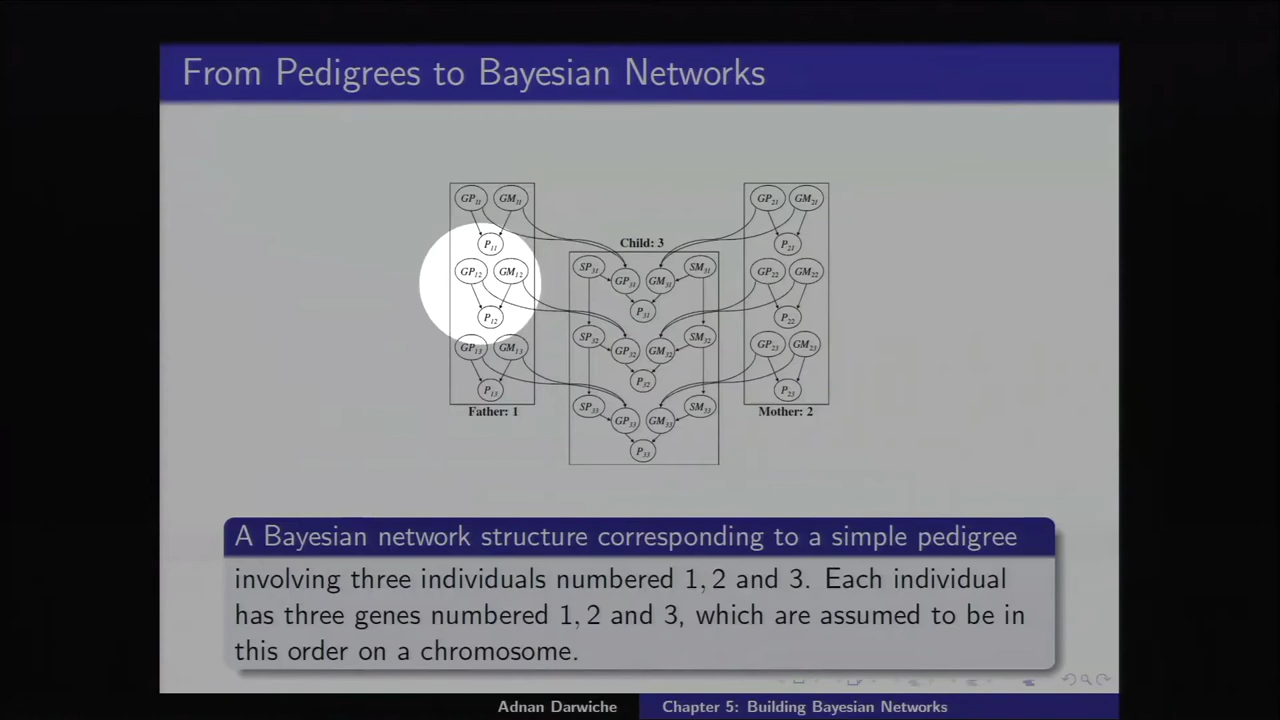 From Pedigrees to Bayesian Networks
GP11 GM11 GP21 GM21
P11 Child: 3 P21
GP12 GM12 SP31 GP31 GM31 SM31 GP22 GM22
P12 P31 P22
GP13 GM13 SP32 GP32 GM32 SM32 GP23 GM23
P13 P32 P23
Father: 1 SP33 GP33 GM33 SM33 Mother: 2
P33
A Bayesian network structure corresponding to a simple pedigree
involving three individuals numbered 1, 2 and 3. Each individual
has three genes numbered 1, 2 and 3, which are assumed to be in
this order on a chromosome.
Adnan Darwiche Chapter 5: Building Bayesian Networks